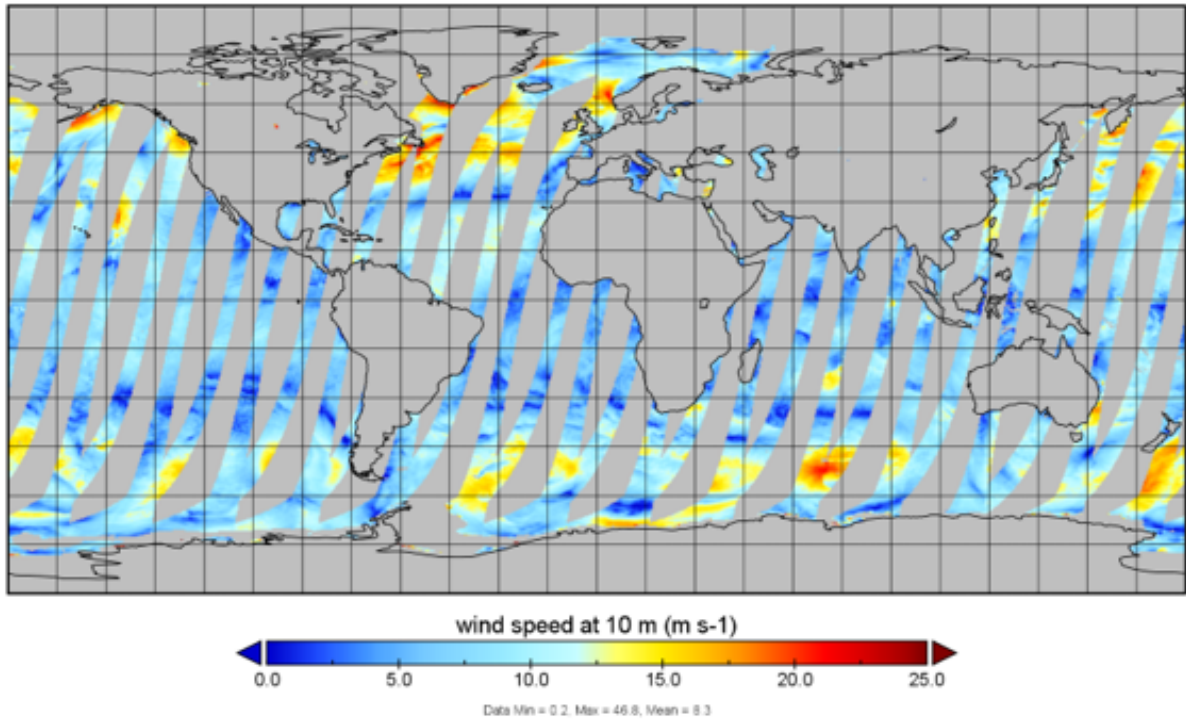 wind speed at 10 m (m s-1)
0.0 5.0 10.0 15.0 20.0 25.0
Data Min = 0.2, Max = 46.8, Mean = 8.3